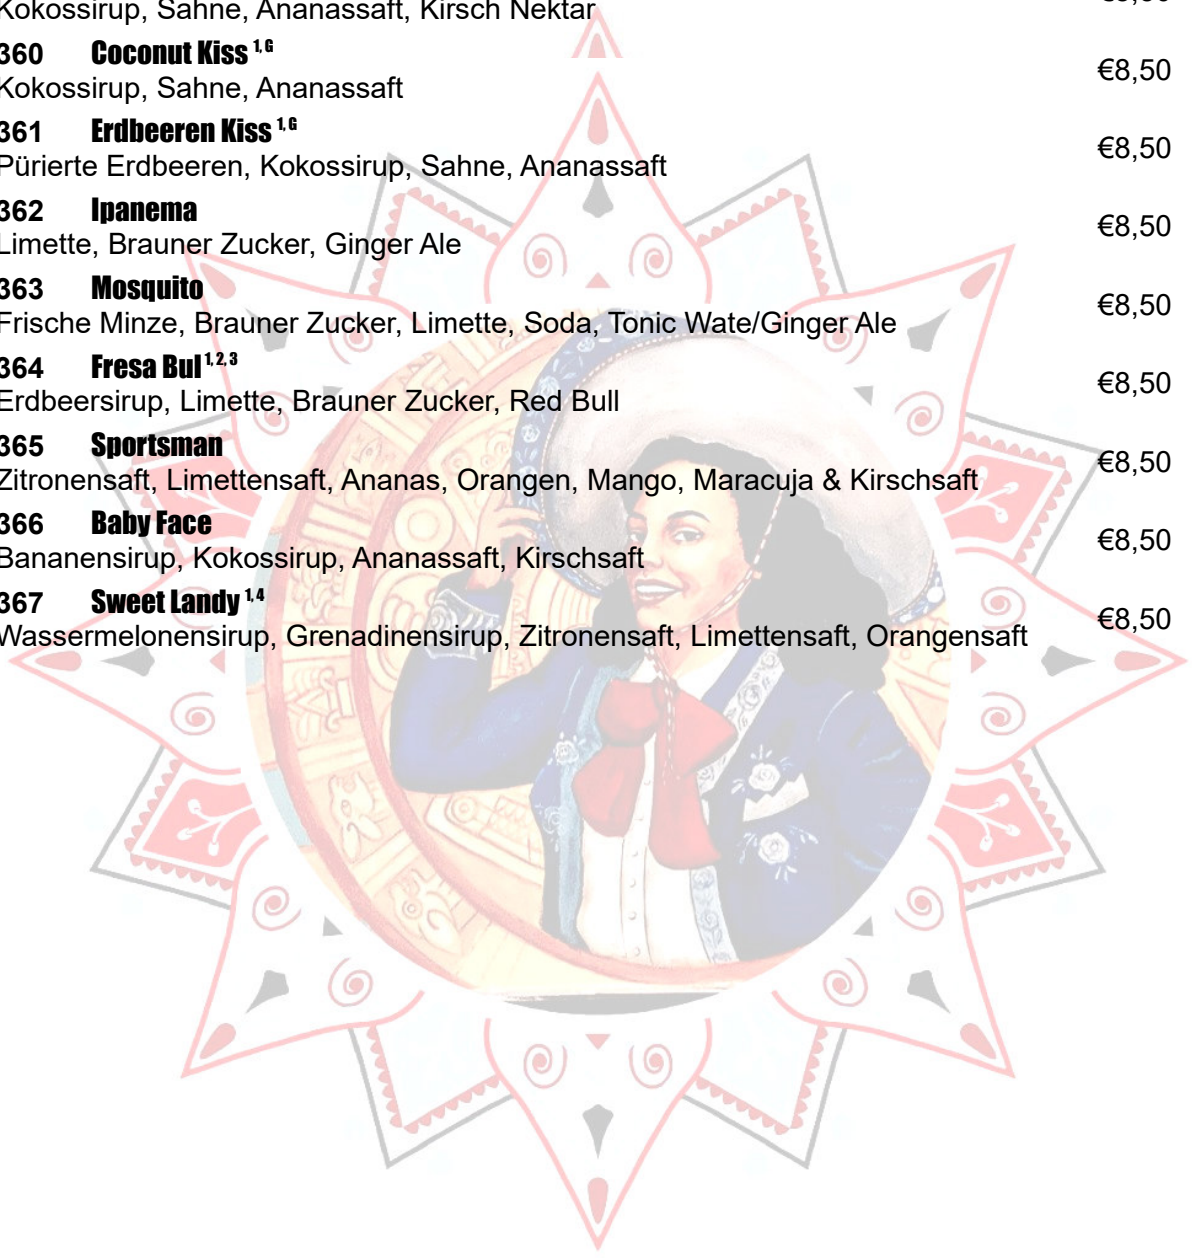 Kokossirup, Sahne, Ananassaft, Kirsch Nektar
360 Coconut Kiss 1, G
€8,50
Kokossirup, Sahne, Ananassaft
361 Erdbeeren Kiss 1, G
€8,50
Pürierte Erdbeeren, Kokossirup, Sahne, Ananassaft
362 Ipanema
€8,50
Limette, Brauner Zucker, Ginger Ale
363 Mosquito
€8,50
Frische Minze, Brauner Zucker, Limette, Soda, Tonic Wate/Ginger Ale
364 Fresa Bul 1, 2, 3
€8,50
Erdbeersirup, Limette, Brauner Zucker, Red Bull
365 Sportsman
€8,50
Zitronensaft, Limettensaft, Ananas, Orangen, Mango, Maracuja & Kirschsaft
366 Baby Face
€8,50
Bananensirup, Kokossirup, Ananassaft, Kirschsaft
367 Sweet Landy 1, 4
€8,50
Wassermelonensirup, Grenadinensirup, Zitronensaft, Limettensaft, Orangensaft